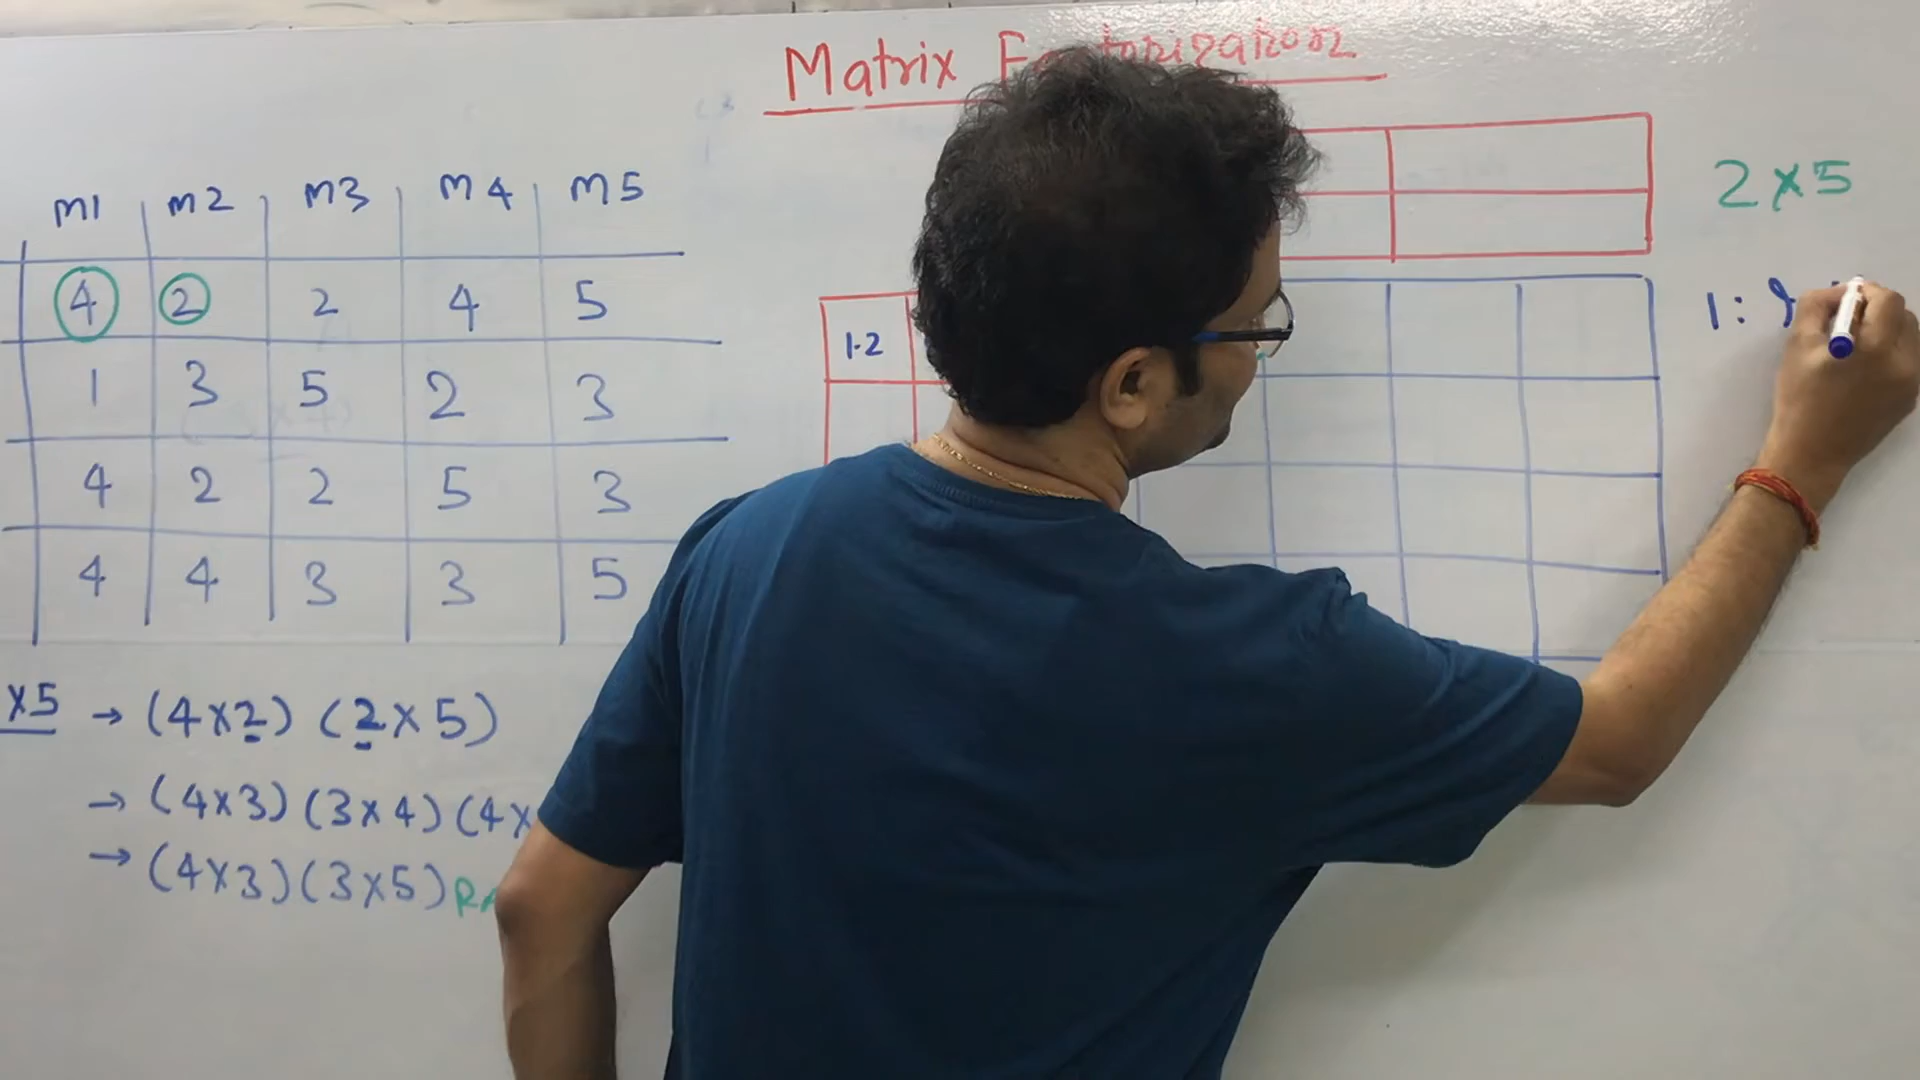 Matrix
m1 m2 m3 m4 m5
4 2 2 4 5
1 3 5 2 3
4 2 2 5 3
4 4 3 3 5
x5 → (4x2) (2x5)
→ (4x3) (3x4) (4x
→ (4x3) (3x5)
2x5
1.2
1: